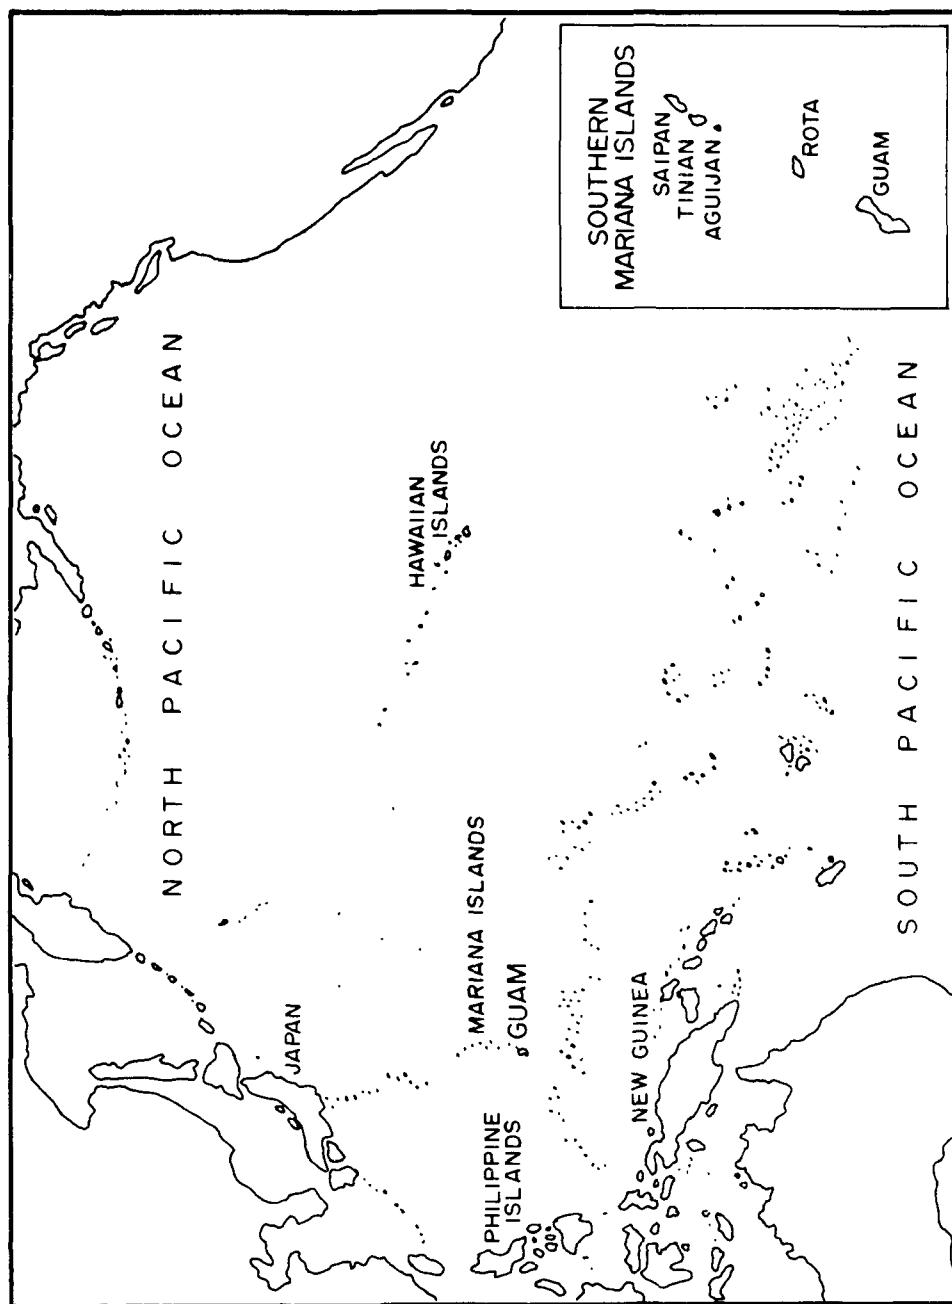 NORTH PACIFIC OCEAN
HAWAIIAN
ISLANDS
JAPAN
MARIANA ISLANDS
GUAM
PHILIPPINE
ISLANDS
NEW GUINEA
SOUTH PACIFIC OCEAN
SOUTHERN
MARIANA ISLANDS
SAIPAN
TINIAN
AGUIJAN
ROTA
GUAM